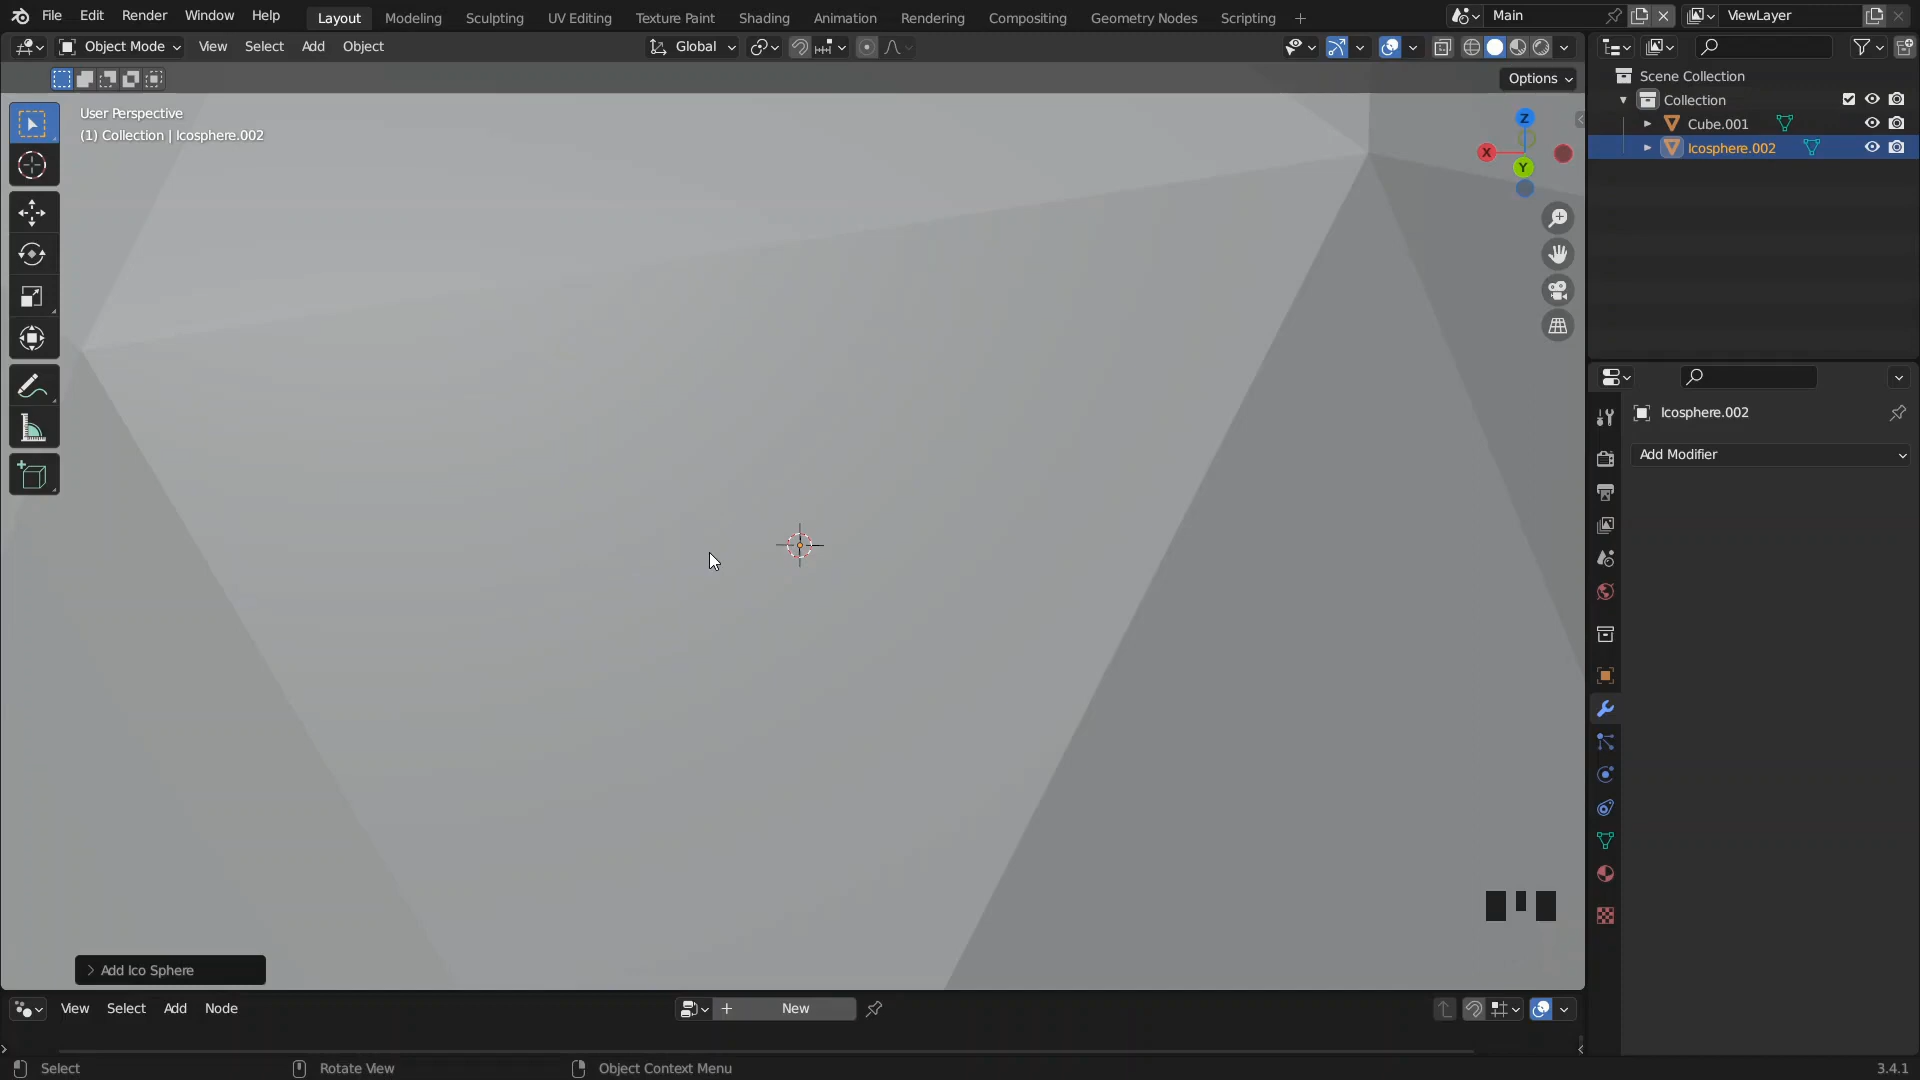 File Edit Render Window Help Layout Modeling Sculpting UV Editing Texture Paint Shading Animation Rendering Compositing Geometry Nodes Scripting + Main ViewLayer
Object Mode View Select Add Object Global
Options
User Perspective
(1) Collection | Icosphere.002
Z
X
Y
Scene Collection
Collection
Cube.001
Icosphere.002
Icosphere.002
Add Modifier
Add Ico Sphere
View Select Add Node New
Select Rotate View Object Context Menu 3.4.1